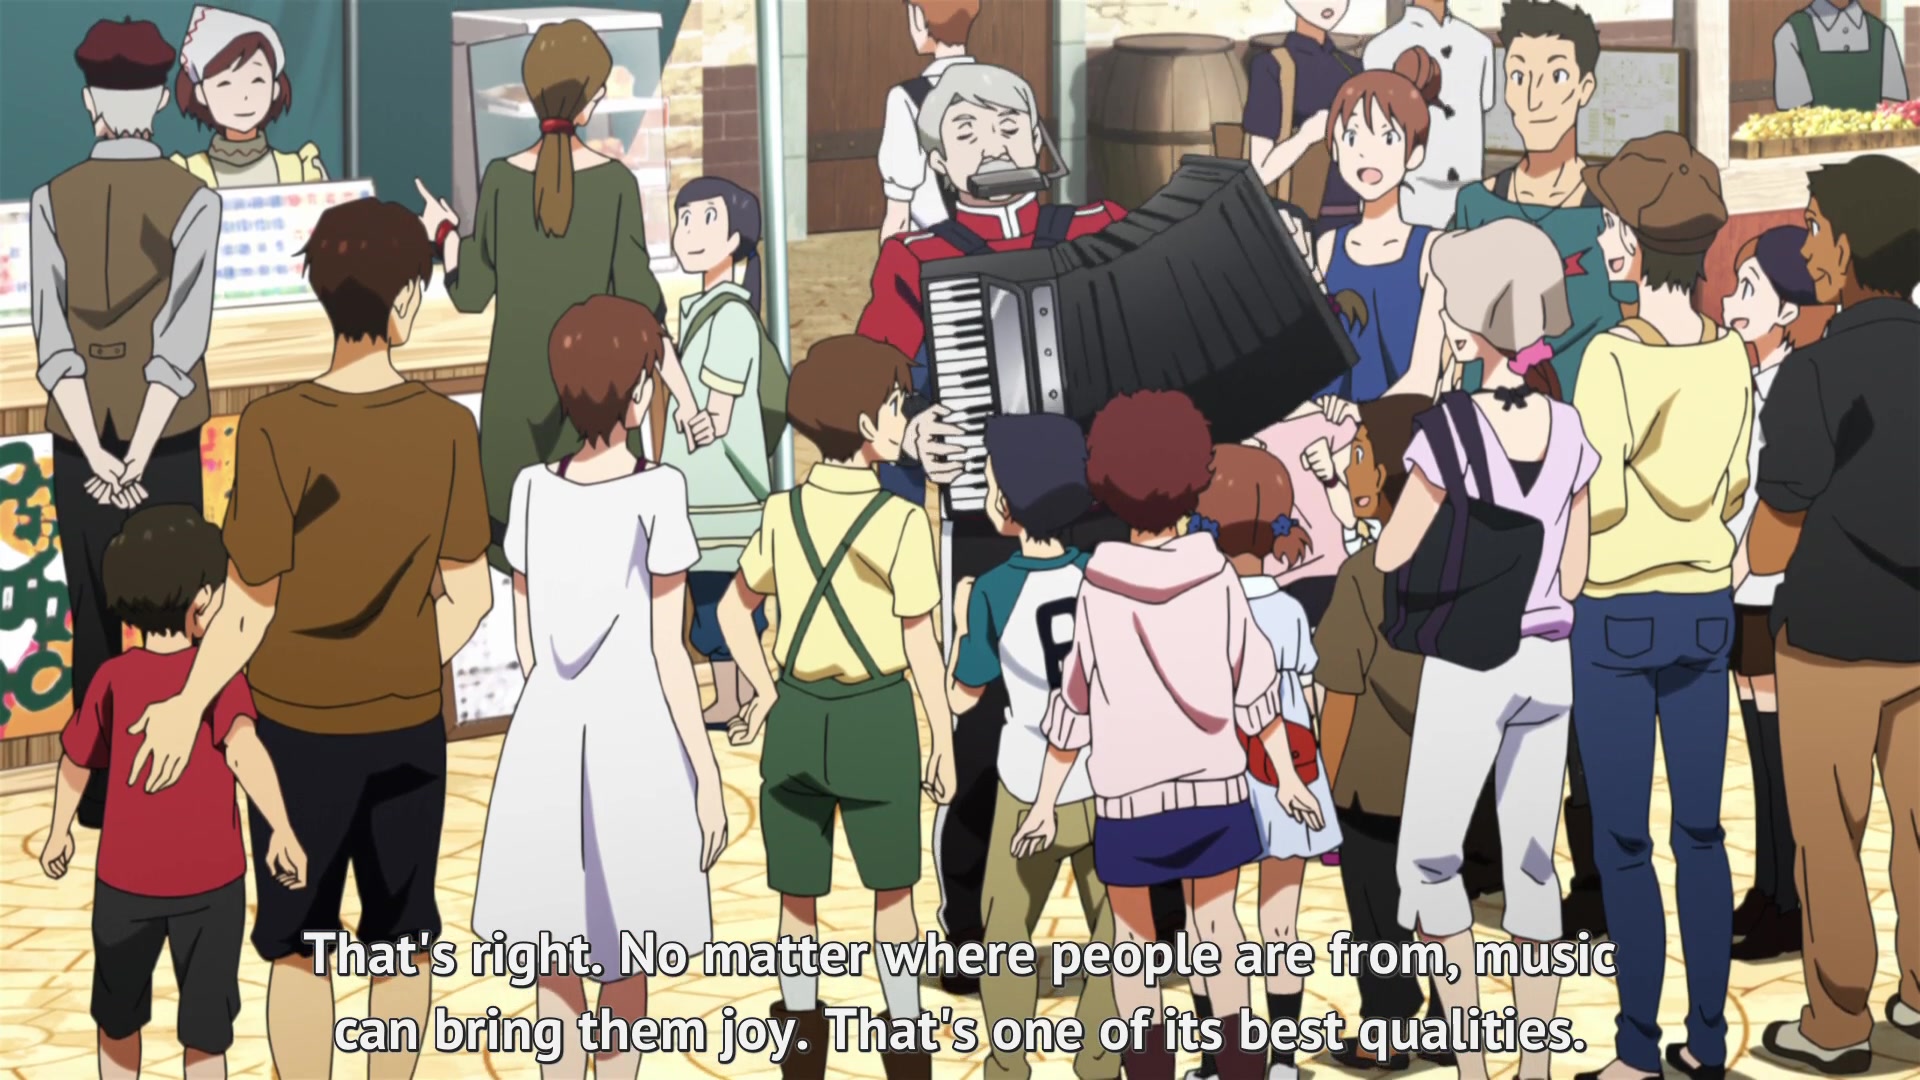 That's right. No matter where people are from, music
can bring them joy. That's one of its best qualities.